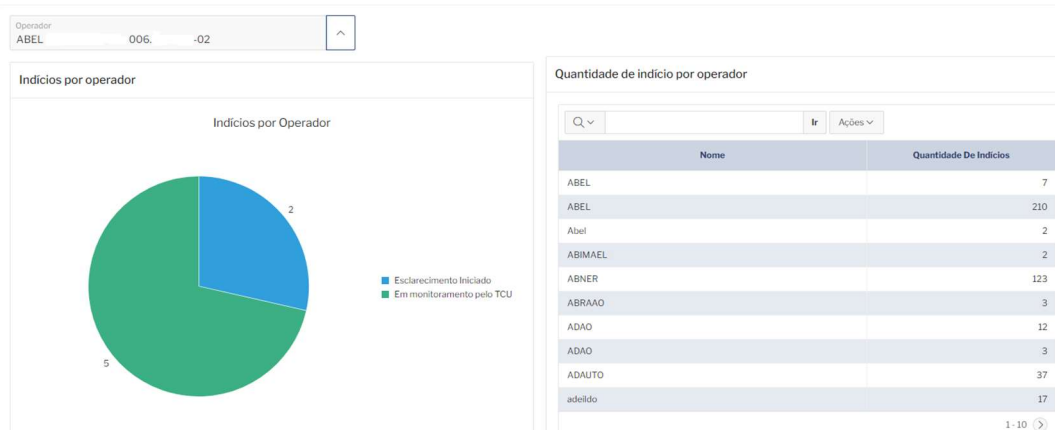 Operador
ABEL 006. -02
Indícios por operador
Indícios por Operador
2
5
Esclarecimento Iniciado
Em monitoramento pelo TCU
Quantidade de indício por operador
Ir Ações
Nome Quantidade De Indícios
ABEL 7
ABEL 210
Abel 2
ABIMAEL 2
ABNER 123
ABRAAO 3
ADAO 12
ADAO 3
ADAUTO 37
adeildo 17
1 - 10